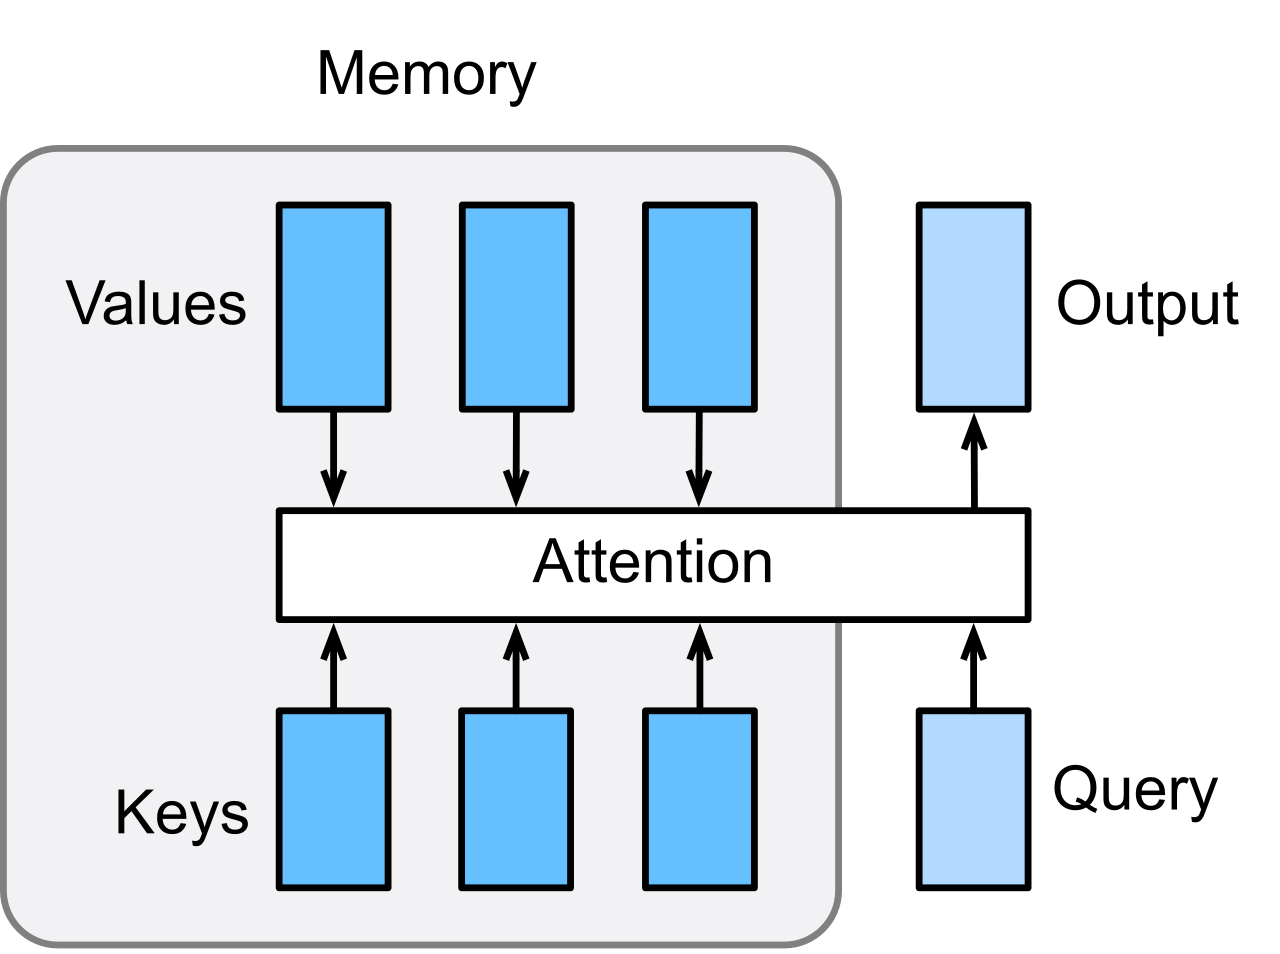 Memory
Values
Output
Attention
Keys
Query